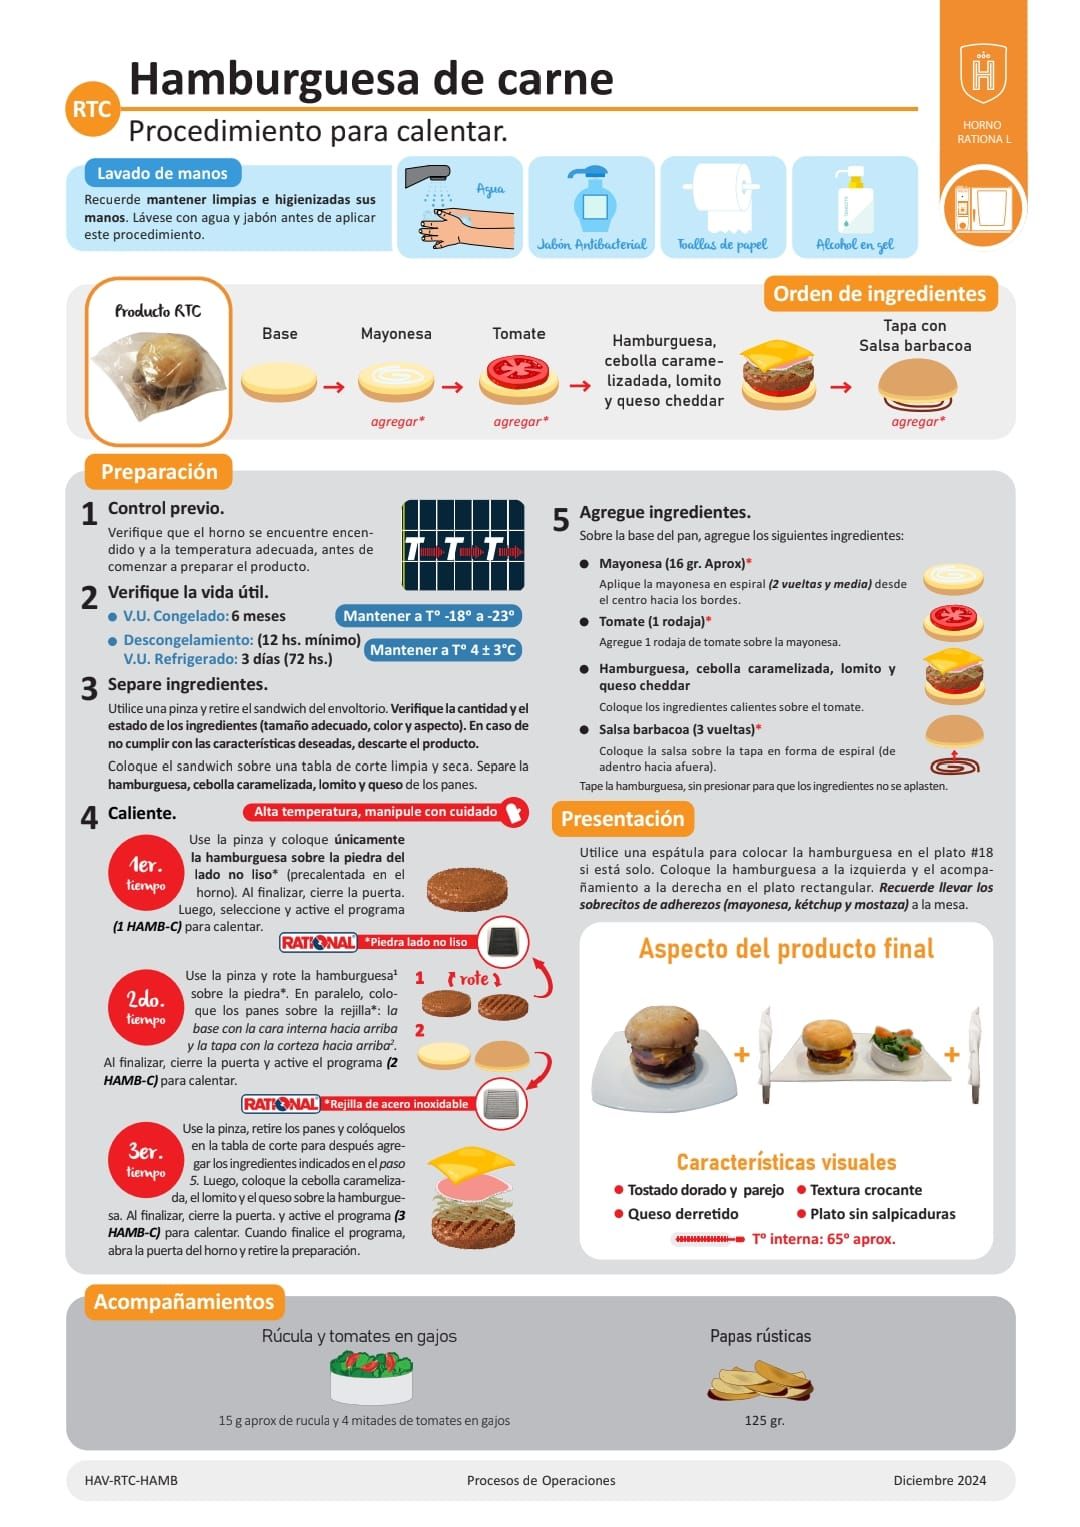 Hamburguesa de carne
RTC
Procedimiento para calentar.
HORNO
RATIONA L
Lavado de manos
Recuerde mantener limpias e higienizadas sus
manos. Lávese con agua y jabón antes de aplicar
este procedimiento.
Agua
Jabón Antibacterial
Toallas de papel
Alcohol en gel
Orden de ingredientes
Producto RTC
Base
Mayonesa
agregar*
Tomate
agregar*
Hamburguesa,
cebolla carame-
lizadada, lomito
y queso cheddar
Tapa con
Salsa barbacoa
agregar*
Preparación
1 Control previo.
Verifique que el horno se encuentre encen-
dido y a la temperatura adecuada, antes de
comenzar a preparar el producto.
T T T
2 Verifique la vida útil.
V.U. Congelado: 6 meses
Mantener a Tº -18º a -23º
Descongelamiento: (12 hs. mínimo)
V.U. Refrigerado: 3 días (72 hs.)
Mantener a Tº 4 ± 3°C
3 Separe ingredientes.
Utilice una pinza y retire el sandwich del envoltorio. Verifique la cantidad y el
estado de los ingredientes (tamaño adecuado, color y aspecto). En caso de
no cumplir con las características deseadas, descarte el producto.
Coloque el sandwich sobre una tabla de corte limpia y seca. Separe la
hamburguesa, cebolla caramelizada, lomito y queso de los panes.
4 Caliente.
Alta temperatura, manipule con cuidado
1er.
tiempo
Use la pinza y coloque únicamente
la hamburguesa sobre la piedra del
lado no liso* (precalentada en el
horno). Al finalizar, cierre la puerta.
Luego, seleccione y active el programa
(1 HAMB-C) para calentar.
RATIONAL *Piedra lado no liso
2do.
tiempo
Use la pinza y rote la hamburguesa¹
sobre la piedra*. En paralelo, colo-
que los panes sobre la rejilla*: la
base con la cara interna hacia arriba
y la tapa con la corteza hacia arriba².
Al finalizar, cierre la puerta y active el programa (2
HAMB-C) para calentar.
1 rote
2
RATIONAL *Rejilla de acero inoxidable
3er.
tiempo
Use la pinza, retire los panes y colóquelos
en la tabla de corte para después agre-
gar los ingredientes indicados en el paso
5. Luego, coloque la cebolla carameliza-
da, el lomito y el queso sobre la hamburgue-
sa. Al finalizar, cierre la puerta. y active el programa (3
HAMB-C) para calentar. Cuando finalice el programa,
abra la puerta del horno y retire la preparación.
5 Agregue ingredientes.
Sobre la base del pan, agregue los siguientes ingredientes:
Mayonesa (16 gr. Aprox)*
Aplique la mayonesa en espiral (2 vueltas y media) desde
el centro hacia los bordes.
Tomate (1 rodaja)*
Agregue 1 rodaja de tomate sobre la mayonesa.
Hamburguesa, cebolla caramelizada, lomito y
queso cheddar
Coloque los ingredientes calientes sobre el tomate.
Salsa barbacoa (3 vueltas)*
Coloque la salsa sobre la tapa en forma de espiral (de
adentro hacia afuera).
Tape la hamburguesa, sin presionar para que los ingredientes no se aplasten.
Presentación
Utilice una espátula para colocar la hamburguesa en el plato #18
si está solo. Coloque la hamburguesa a la izquierda y el acompa-
ñamiento a la derecha en el plato rectangular. Recuerde llevar los
sobrecitos de adherezos (mayonesa, kétchup y mostaza) a la mesa.
Aspecto del producto final
+ +
Características visuales
Tostado dorado y parejo
Textura crocante
Queso derretido
Plato sin salpicaduras
Tº interna: 65º aprox.
Acompañamientos
Rúcula y tomates en gajos
15 g aprox de rucula y 4 mitades de tomates en gajos
Papas rústicas
125 gr.
HAV-RTC-HAMB
Procesos de Operaciones
Diciembre 2024